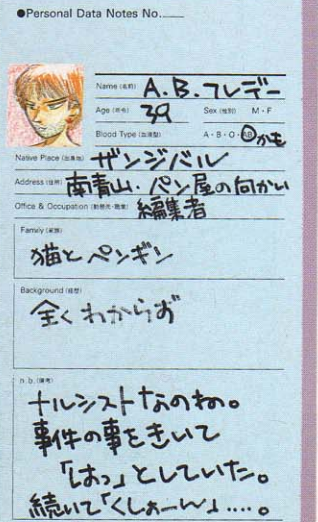 ●Personal Data Notes No.
Name (名前) A.B.フレデー
Age (年令) 39 Sex (性別) M・F
Blood Type (血液型) A・B・O・AB かも
Native Place (出身地) ザンジバル
Address (住所) 南青山・パン屋の向かい
Office & Occupation (勤務先・職業) 編集者
Family (家族)
猫とペンギン
Background (経歴)
全くわからず
n.b. (備考)
ナルシストなのね。
事件の事をきいて
「はっ」としていた。
続いて「くしょーん」‥‥。